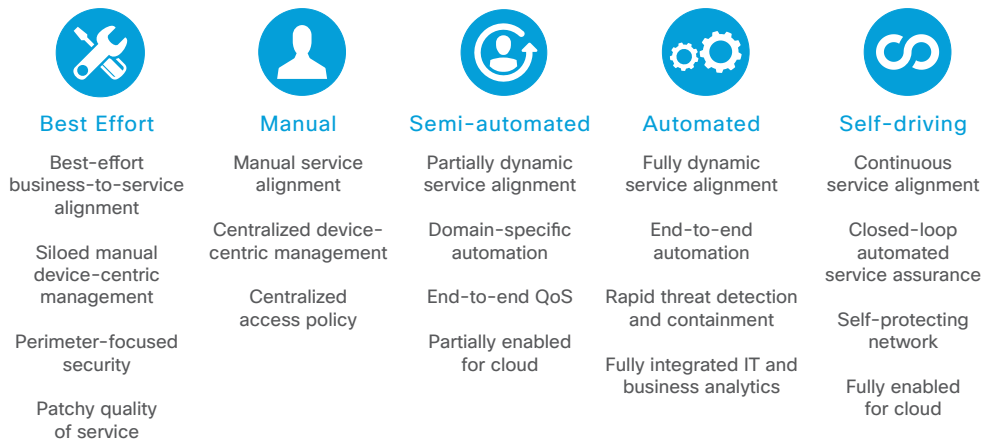 Best Effort
Best-effort
business-to-service
alignment
Siloed manual
device-centric
management
Perimeter-focused
security
Patchy quality
of service
Manual
Manual service
alignment
Centralized device-
centric management
Centralized
access policy
Semi-automated
Partially dynamic
service alignment
Domain-specific
automation
End-to-end QoS
Partially enabled
for cloud
Automated
Fully dynamic
service alignment
End-to-end
automation
Rapid threat detection
and containment
Fully integrated IT and
business analytics
Self-driving
Continuous
service alignment
Closed-loop
automated
service assurance
Self-protecting
network
Fully enabled
for cloud